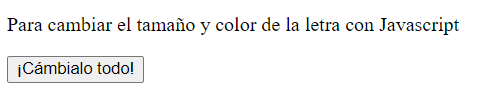 Para cambiar el tamaño y color de la letra con Javascript
¡Cámbialo todo!